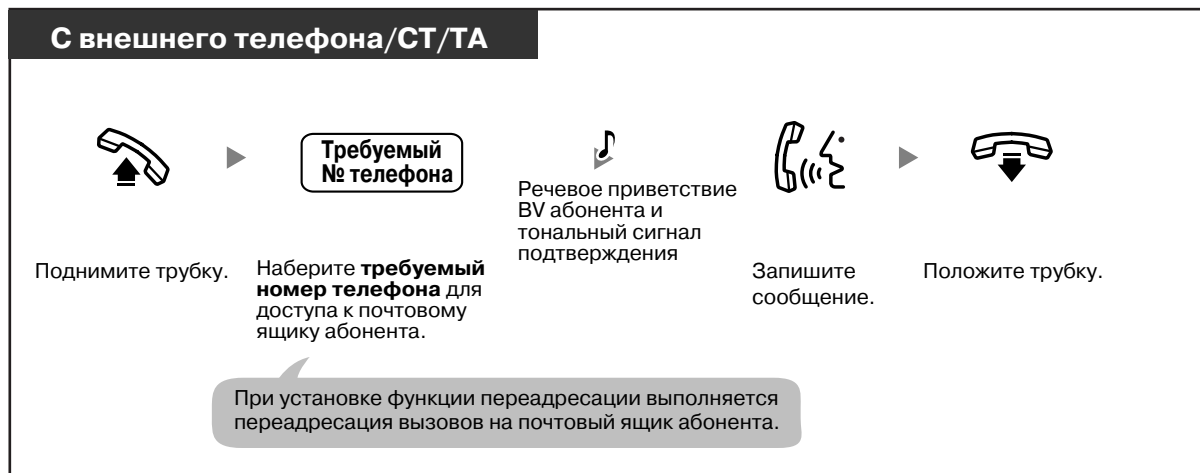 С внешнего телефона/СТ/ТА
Требуемый
№ телефона
Речевое приветствие
BV абонента и
тональный сигнал
подтверждения
Поднимите трубку.
Наберите требуемый
номер телефона для
доступа к почтовому
ящику абонента.
Запишите
сообщение.
Положите трубку.
При установке функции переадресации выполняется
переадресация вызовов на почтовый ящик абонента.